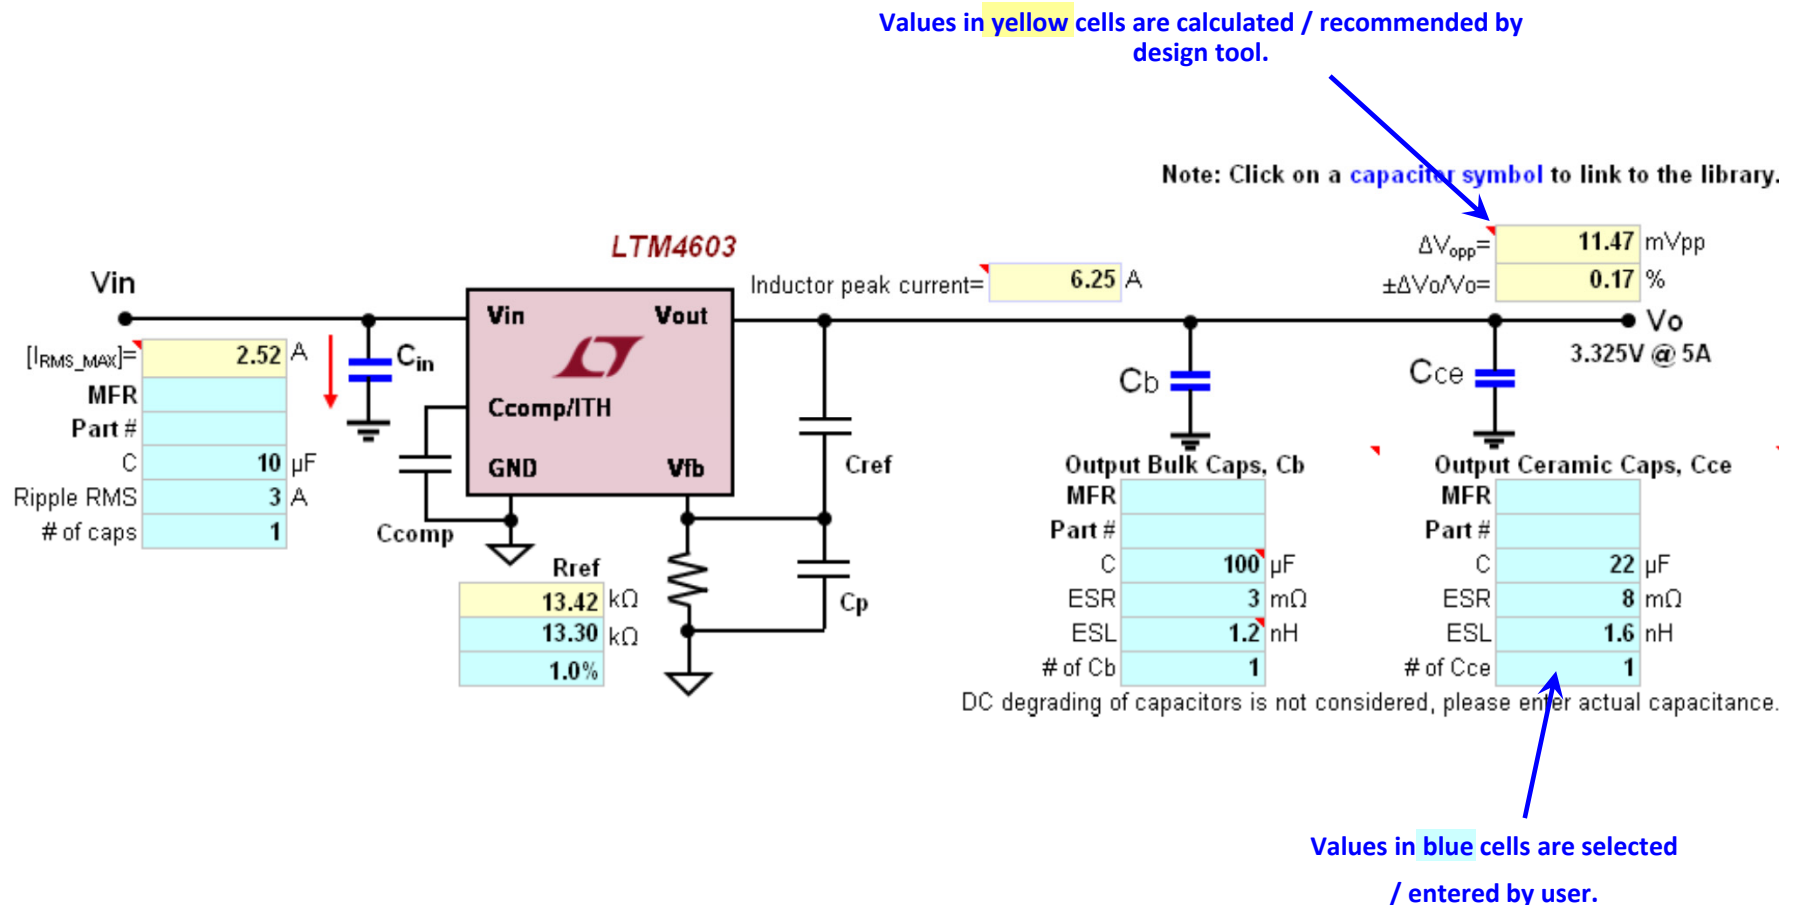 Values in yellow cells are calculated / recommended by
design tool.
Note: Click on a capacitor symbol to link to the library.
LTM4603
ΔVopp= 11.47 mVpp
±ΔVo/Vo= 0.17 %
Inductor peak current= 6.25 A
Vin
Vin Vout
Vo
3.325V @ 5A
[IRMS_MAX]= 2.52 A
MFR
Part #
C 10 µF
Ripple RMS 3 A
# of caps 1
Cin
Ccomp/ITH
GND Vfb
Ccomp
Cref
Cp
Rref
13.42 kΩ
13.30 kΩ
1.0%
Cb
Cce
Output Bulk Caps, Cb
MFR
Part #
C 100 µF
ESR 3 mΩ
ESL 1.2 nH
# of Cb 1
Output Ceramic Caps, Cce
MFR
Part #
C 22 µF
ESR 8 mΩ
ESL 1.6 nH
# of Cce 1
DC degrading of capacitors is not considered, please enter actual capacitance.
Values in blue cells are selected
/ entered by user.